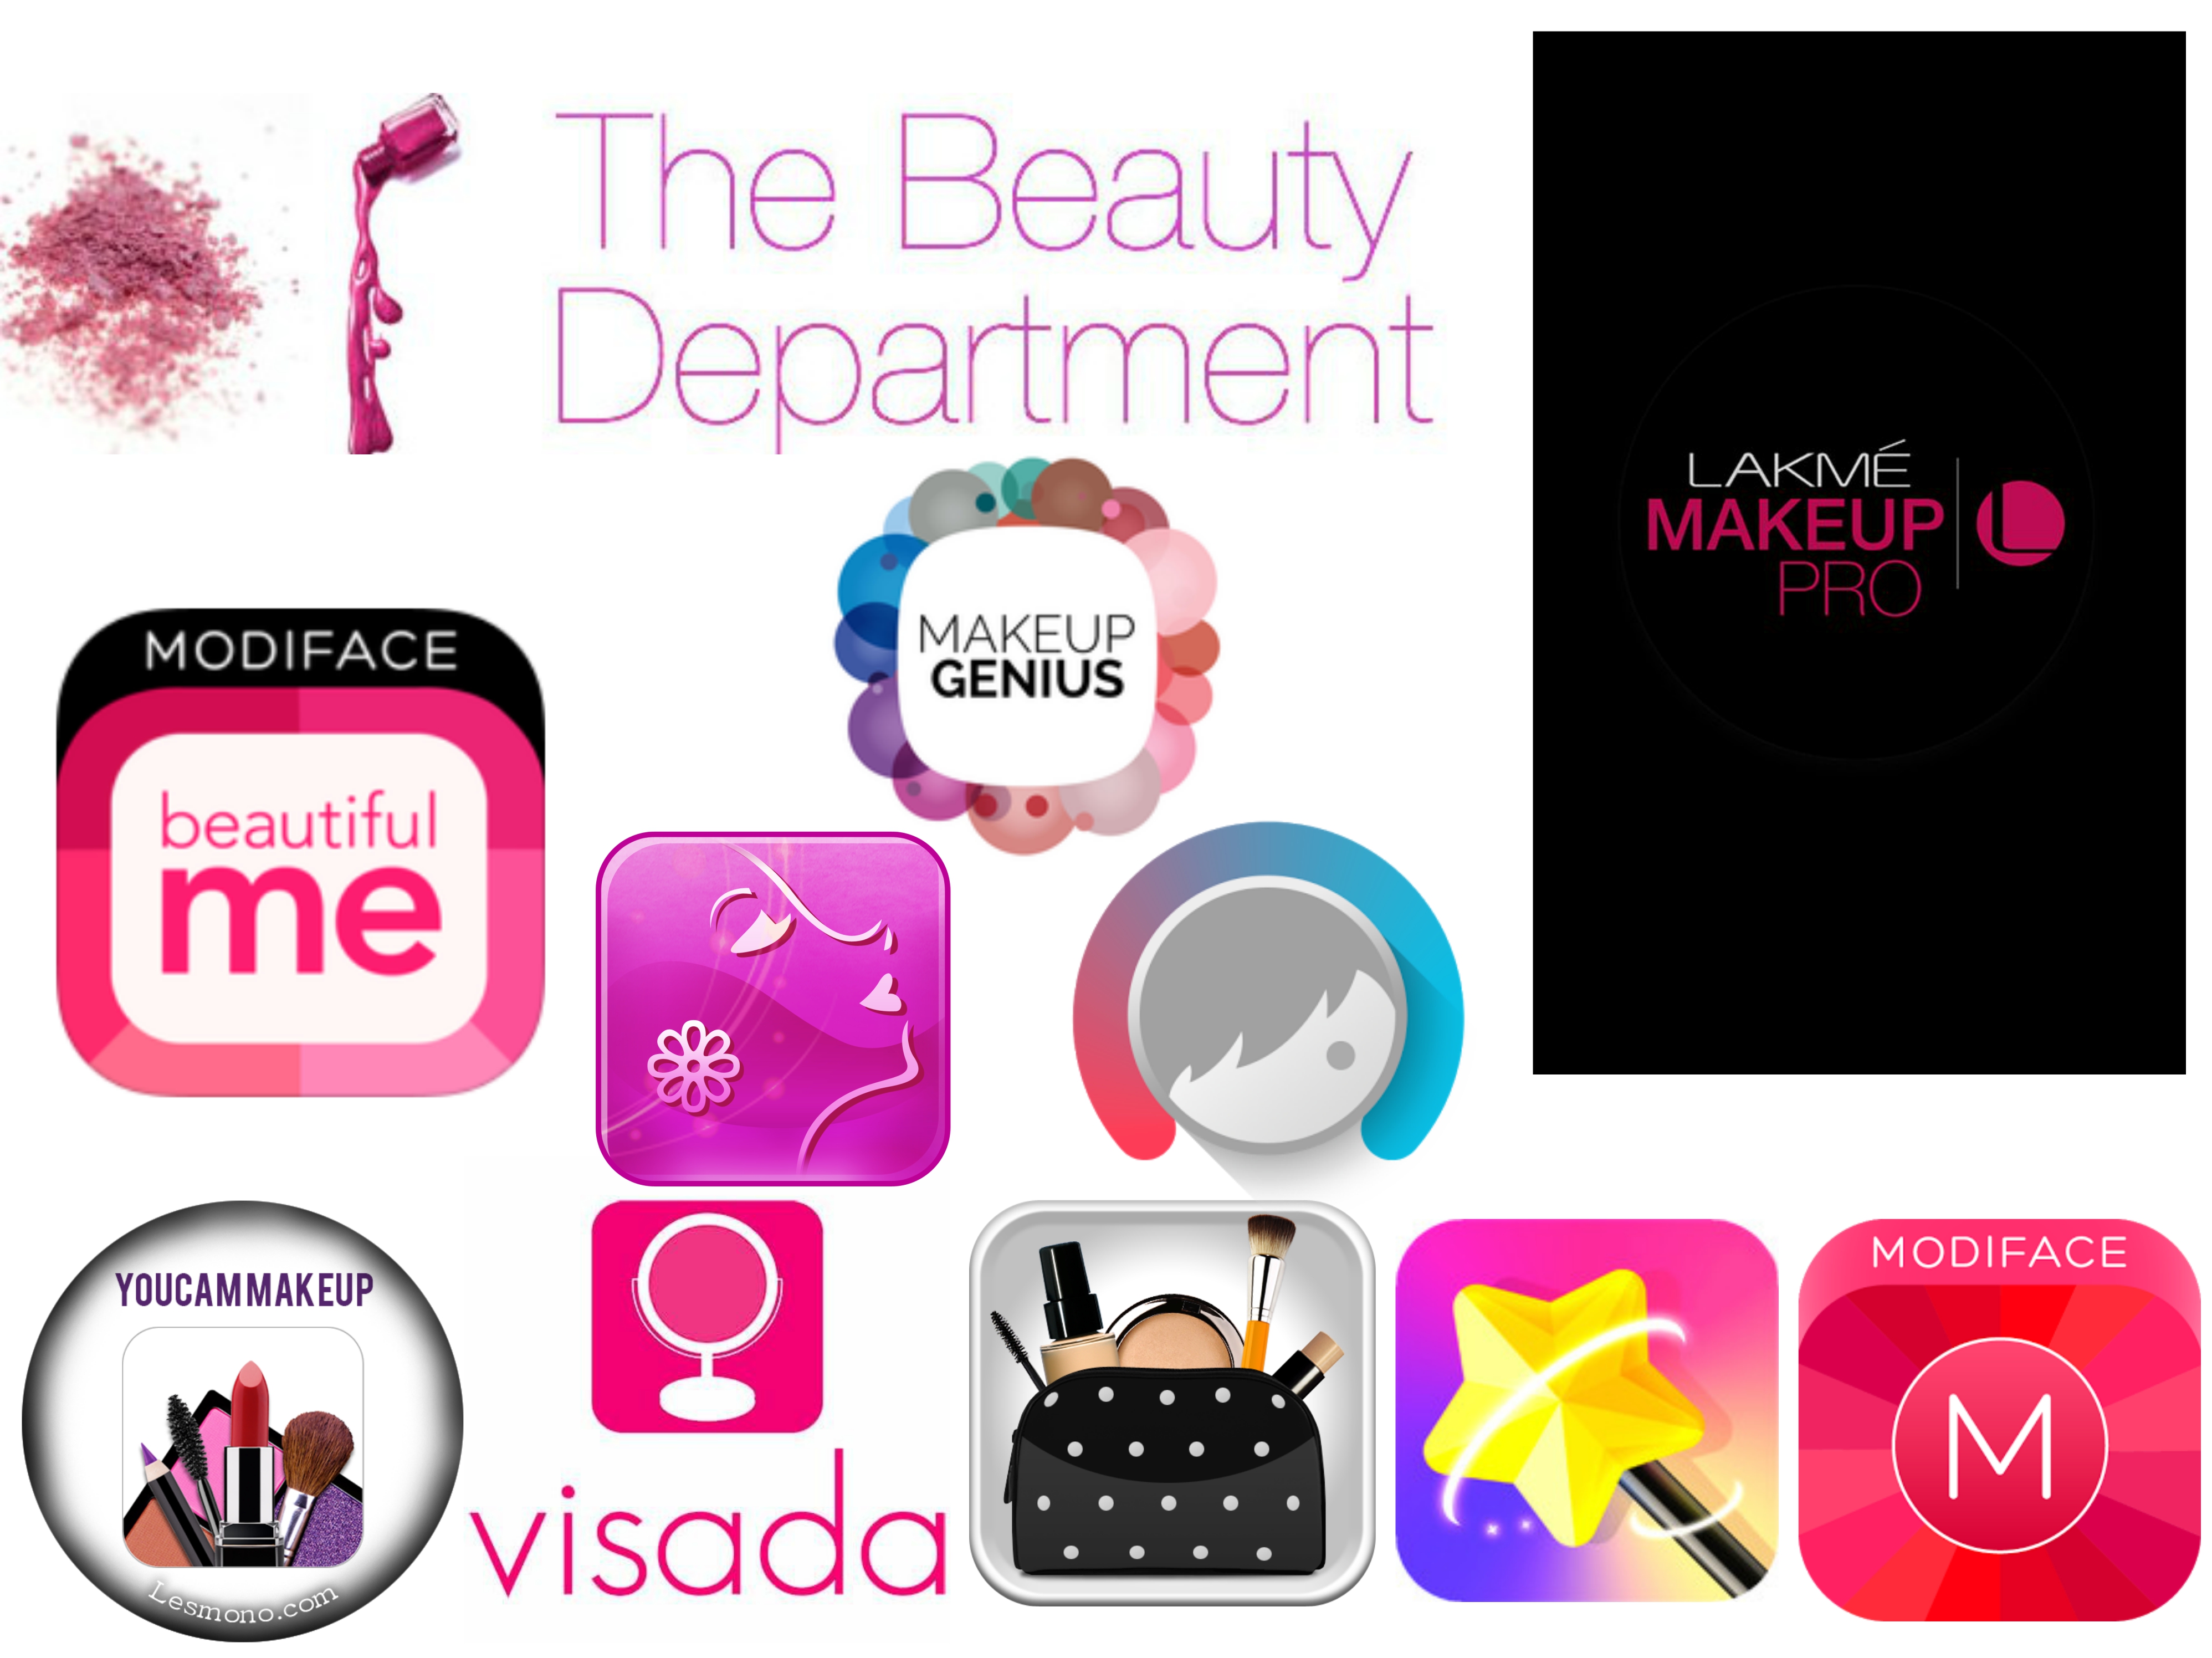 The Beauty
Department
LAKMÉ
MAKEUP
PRO
MAKEUP
GENIUS
MODIFACE
beautiful
me
YOUCAMMAKEUP
Lesmono.com
visada
MODIFACE
M